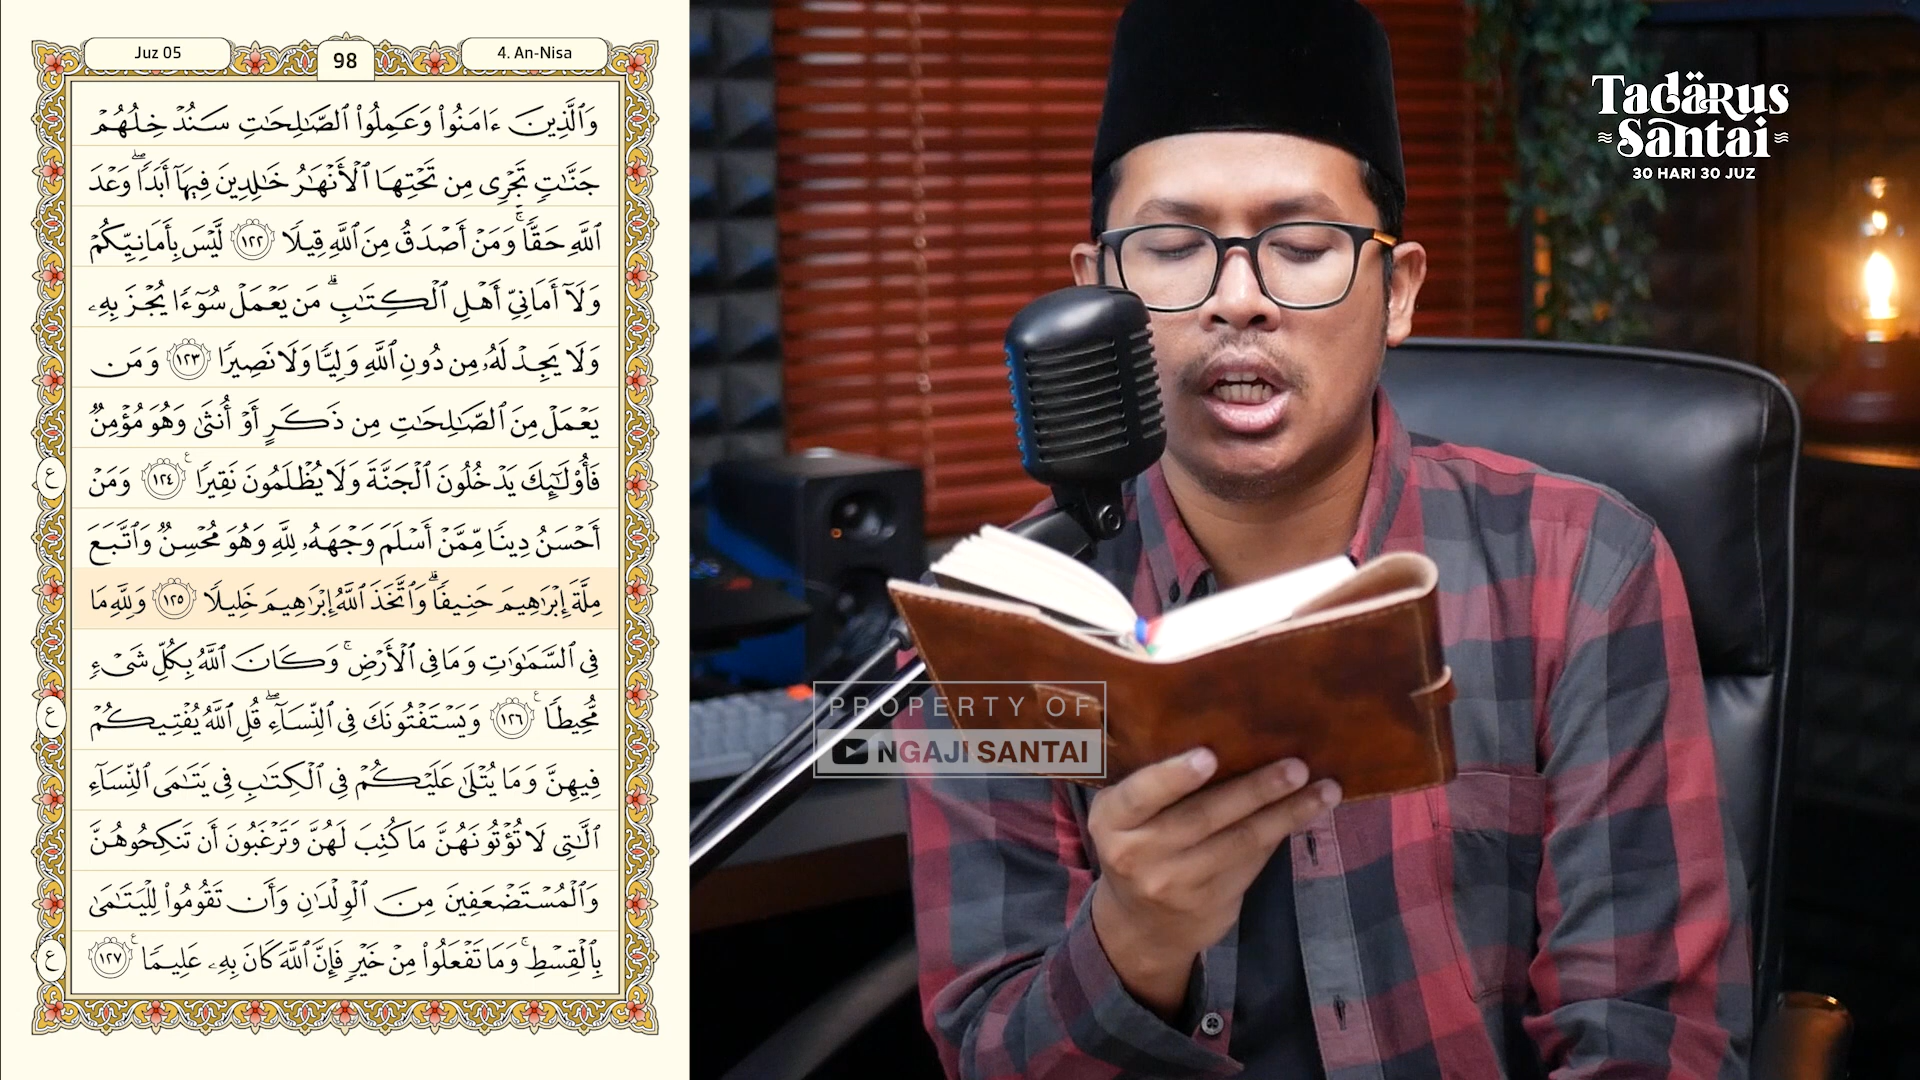 Juz 05
98
4. An-Nisa
وَٱلَّذِينَ ءَامَنُوا۟ وَعَمِلُوا۟ ٱلصَّٰلِحَٰتِ سَنُدْخِلُهُمْ
جَنَّٰتٍ تَجْرِى مِن تَحْتِهَا ٱلْأَنْهَٰرُ خَٰلِدِينَ فِيهَآ أَبَدًا ۖ وَعْدَ
ٱللَّهِ حَقًّا ۚ وَمَنْ أَصْدَقُ مِنَ ٱللَّهِ قِيلًا ١٢٢ لَّيْسَ بِأَمَانِيِّكُمْ
وَلَآ أَمَانِىِّ أَهْلِ ٱلْكِتَٰبِ ۗ مَن يَعْمَلْ سُوٓءًا يُجْزَ بِهِۦ
وَلَا يَجِدْ لَهُۥ مِن دُونِ ٱللَّهِ وَلِيًّا وَلَا نَصِيرًا ١٢٣ وَمَن
يَعْمَلْ مِنَ ٱلصَّٰلِحَٰتِ مِن ذَكَرٍ أَوْ أُنثَىٰ وَهُوَ مُؤْمِنٌ
فَأُو۟لَٰٓئِكَ يَدْخُلُونَ ٱلْجَنَّةَ وَلَا يُظْلَمُونَ نَقِيرًا ١٢٤ وَمَنْ
ع
أَحْسَنُ دِينًا مِّمَّنْ أَسْلَمَ وَجْهَهُۥ لِلَّهِ وَهُوَ مُحْسِنٌ وَٱتَّبَعَ
مِلَّةَ إِبْرَٰهِيمَ حَنِيفًا ۗ وَٱتَّخَذَ ٱللَّهُ إِبْرَٰهِيمَ خَلِيلًا ١٢٥ وَلِلَّهِ مَا
فِى ٱلسَّمَٰوَٰتِ وَمَا فِى ٱلْأَرْضِ ۚ وَكَانَ ٱللَّهُ بِكُلِّ شَىْءٍ
مُّحِيطًا ١٢٦ وَيَسْتَفْتُونَكَ فِى ٱلنِّسَآءِ ۖ قُلِ ٱللَّهُ يُفْتِيكُمْ
ع
فِيهِنَّ وَمَا يُتْلَىٰ عَلَيْكُمْ فِى ٱلْكِتَٰبِ فِى يَتَٰمَى ٱلنِّسَآءِ
ٱلَّٰتِى لَا تُؤْتُونَهُنَّ مَا كُتِبَ لَهُنَّ وَتَرْغَبُونَ أَن تَنكِحُوهُنَّ
وَٱلْمُسْتَضْعَفِينَ مِنَ ٱلْوِلْدَٰنِ وَأَن تَقُومُوا۟ لِلْيَتَٰمَىٰ
بِٱلْقِسْطِ ۚ وَمَا تَفْعَلُوا۟ مِنْ خَيْرٍ فَإِنَّ ٱللَّهَ كَانَ بِهِۦ عَلِيمًا ١٢٧
ع
Tadärus
Santai
30 HARI 30 JUZ
PROPERTY OF
NGAJI SANTAI